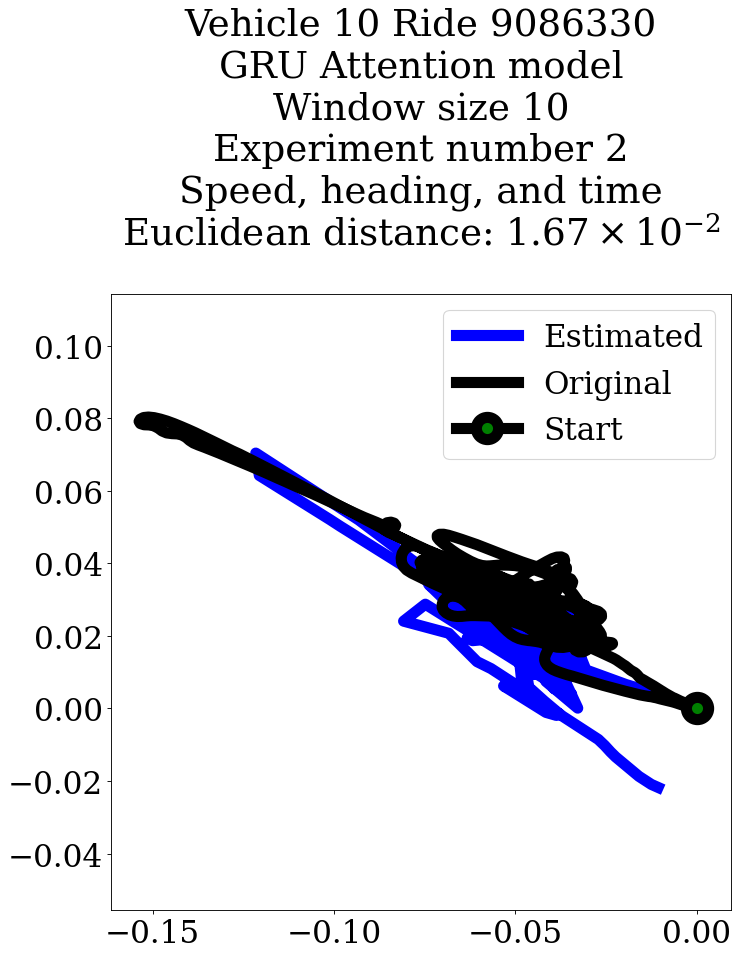 Vehicle 10 Ride 9086330
GRU Attention model
Window size 10
Experiment number 2
Speed, heading, and time
Euclidean distance: 1.67 × 10⁻²
Estimated
Original
Start
0.10
0.08
0.06
0.04
0.02
0.00
−0.02
−0.04
−0.15 −0.10 −0.05 0.00